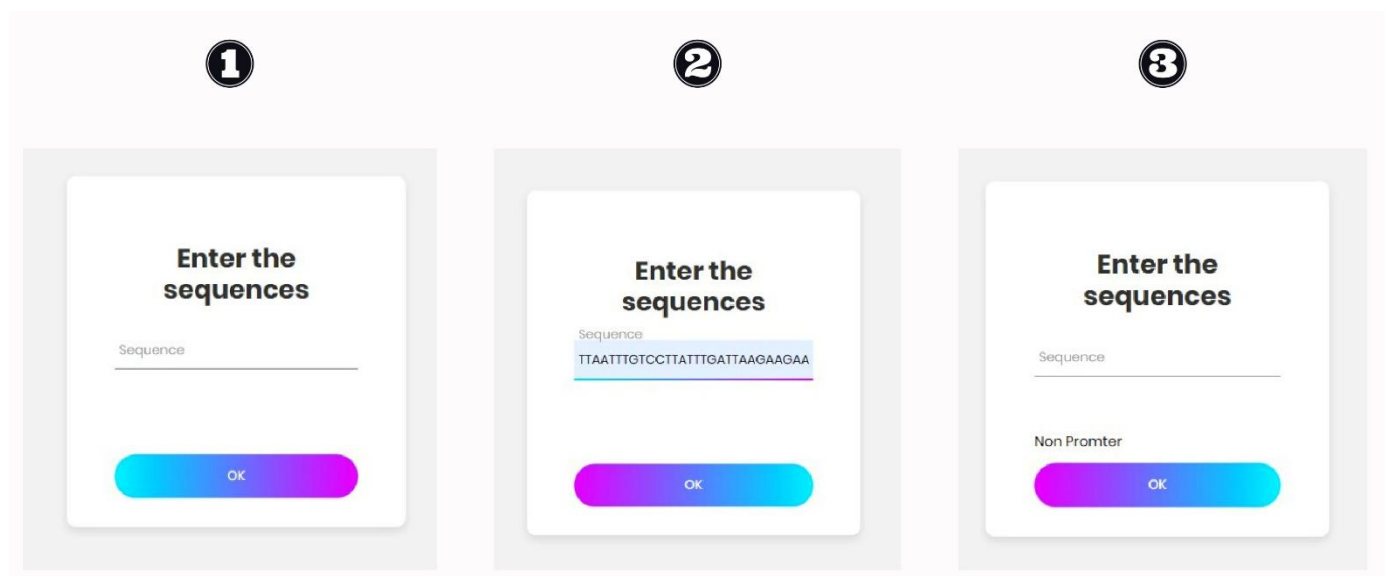 1
2
3
Enter the
sequences
Sequence
OK
Enter the
sequences
Sequence
TTAATTTGTCCTTATTTGATTAAGAAGAA
OK
Enter the
sequences
Sequence
Non Promter
OK